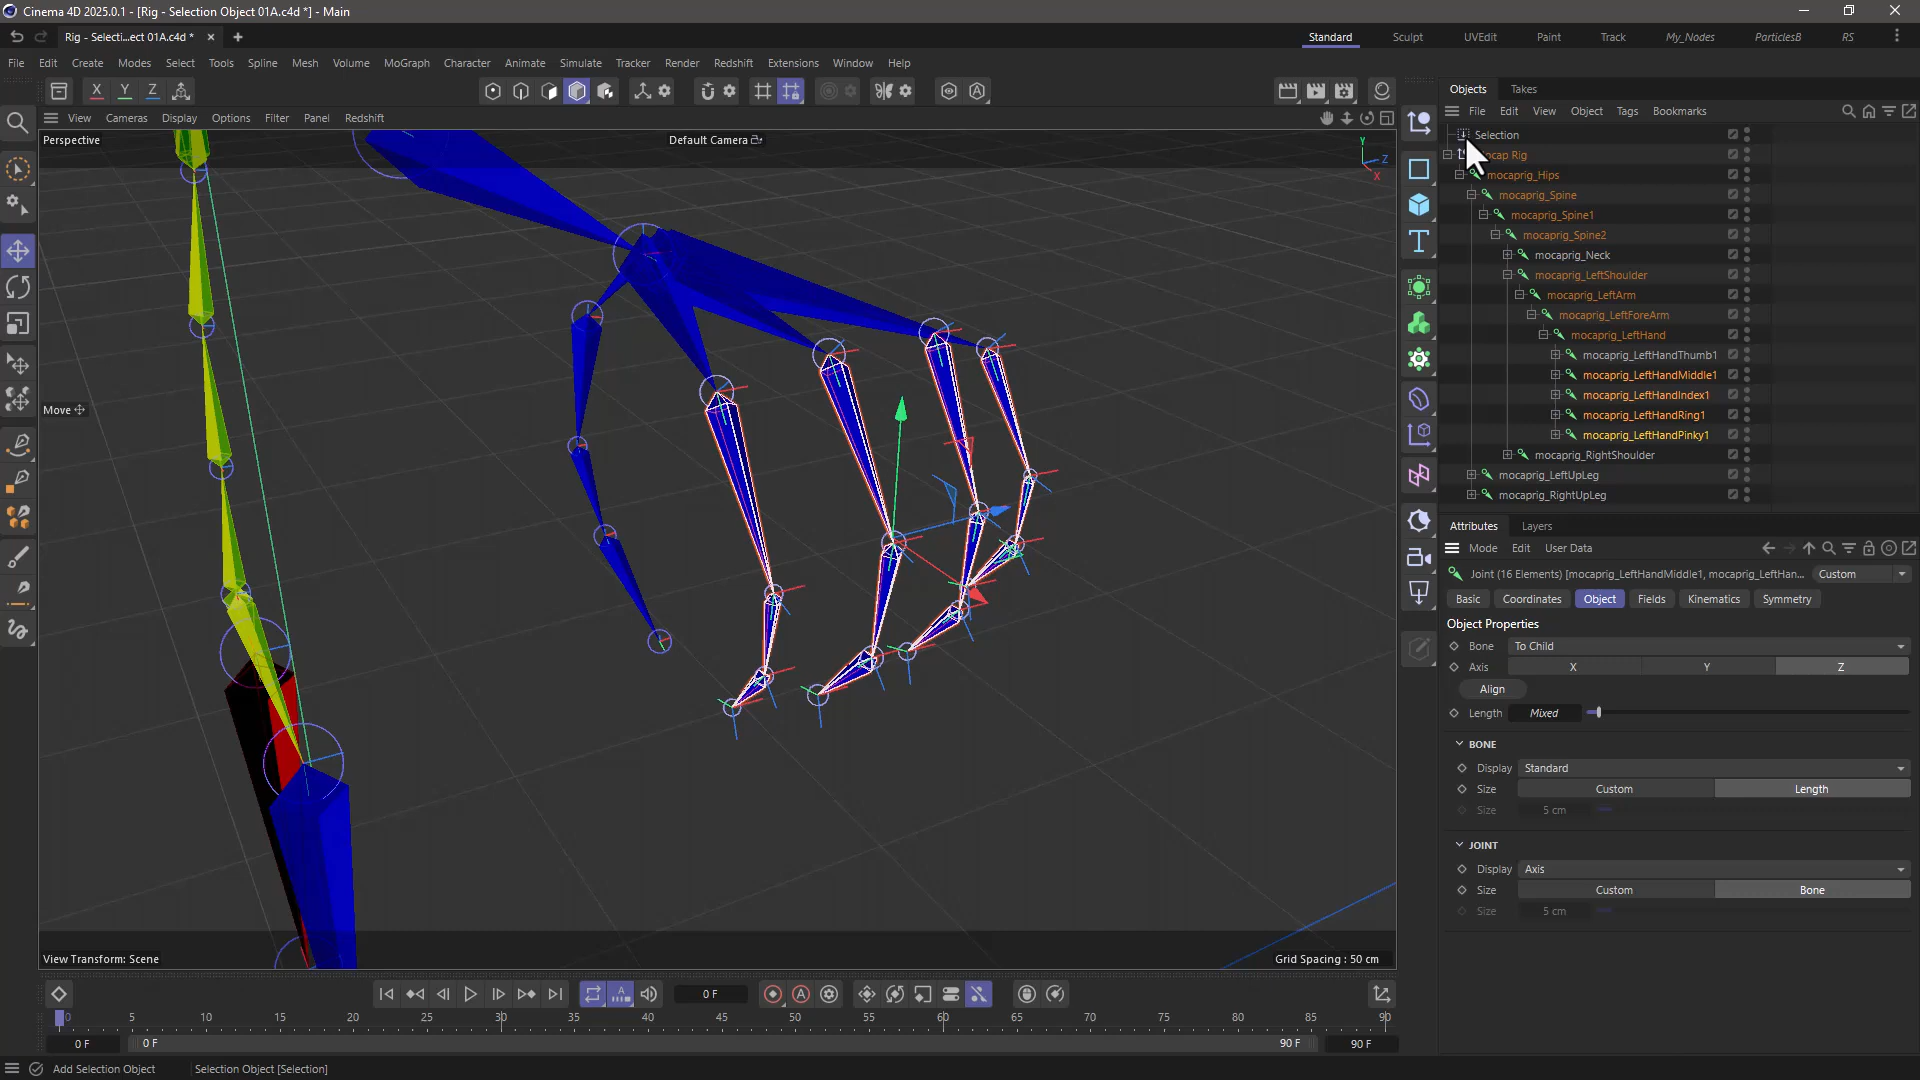 Cinema 4D 2025.0.1 - [Rig - Selection Object 01A.c4d *] - Main
Rig - Selecti...ect 01A.c4d *
Standard Sculpt UVEdit Paint Track My_Nodes Particles8 RS
File Edit Create Modes Select Tools Spline Mesh Volume MoGraph Character Animate Simulate Tracker Render Redshift Extensions Window Help
X Y Z
View Cameras Display Options Filter Panel Redshift
Perspective
Default Camera
Y
Z
X
Move
View Transform: Scene
Grid Spacing : 50 cm
Objects Takes
File Edit View Object Tags Bookmarks
Selection
ocap Rig
mocaprig_Hips
mocaprig_Spine
mocaprig_Spine1
mocaprig_Spine2
mocaprig_Neck
mocaprig_LeftShoulder
mocaprig_LeftArm
mocaprig_LeftForeArm
mocaprig_LeftHand
mocaprig_LeftHandThumb1
mocaprig_LeftHandMiddle1
mocaprig_LeftHandIndex1
mocaprig_LeftHandRing1
mocaprig_LeftHandPinky1
mocaprig_RightShoulder
mocaprig_LeftUpLeg
mocaprig_RightUpLeg
Attributes Layers
Mode Edit User Data
Joint (16 Elements) [mocaprig_LeftHandMiddle1, mocaprig_LeftHan... Custom
Basic Coordinates Object Fields Kinematics Symmetry
Object Properties
Bone To Child
Axis X Y Z
Align
Length Mixed
BONE
Display Standard
Size Custom Length
Size 5 cm
JOINT
Display Axis
Size Custom Bone
Size 5 cm
0 F
0 5 10 15 20 25 30 35 40 45 50 55 60 65 70 75 80 85 90
0 F 0 F 90 F 90 F
Add Selection Object Selection Object [Selection]